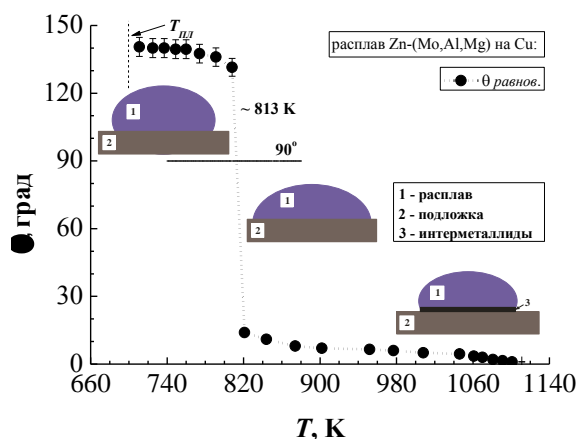 150
120
90
60
30
0
град
T пл
расплав Zn-(Mo,Al,Mg) на Cu:
θ равнов.
~ 813 K
90°
1
2
1
2
1 - расплав
2 - подложка
3 - интерметаллиды
1
2
3
660 740 820 900 980 1060 1140
T, K